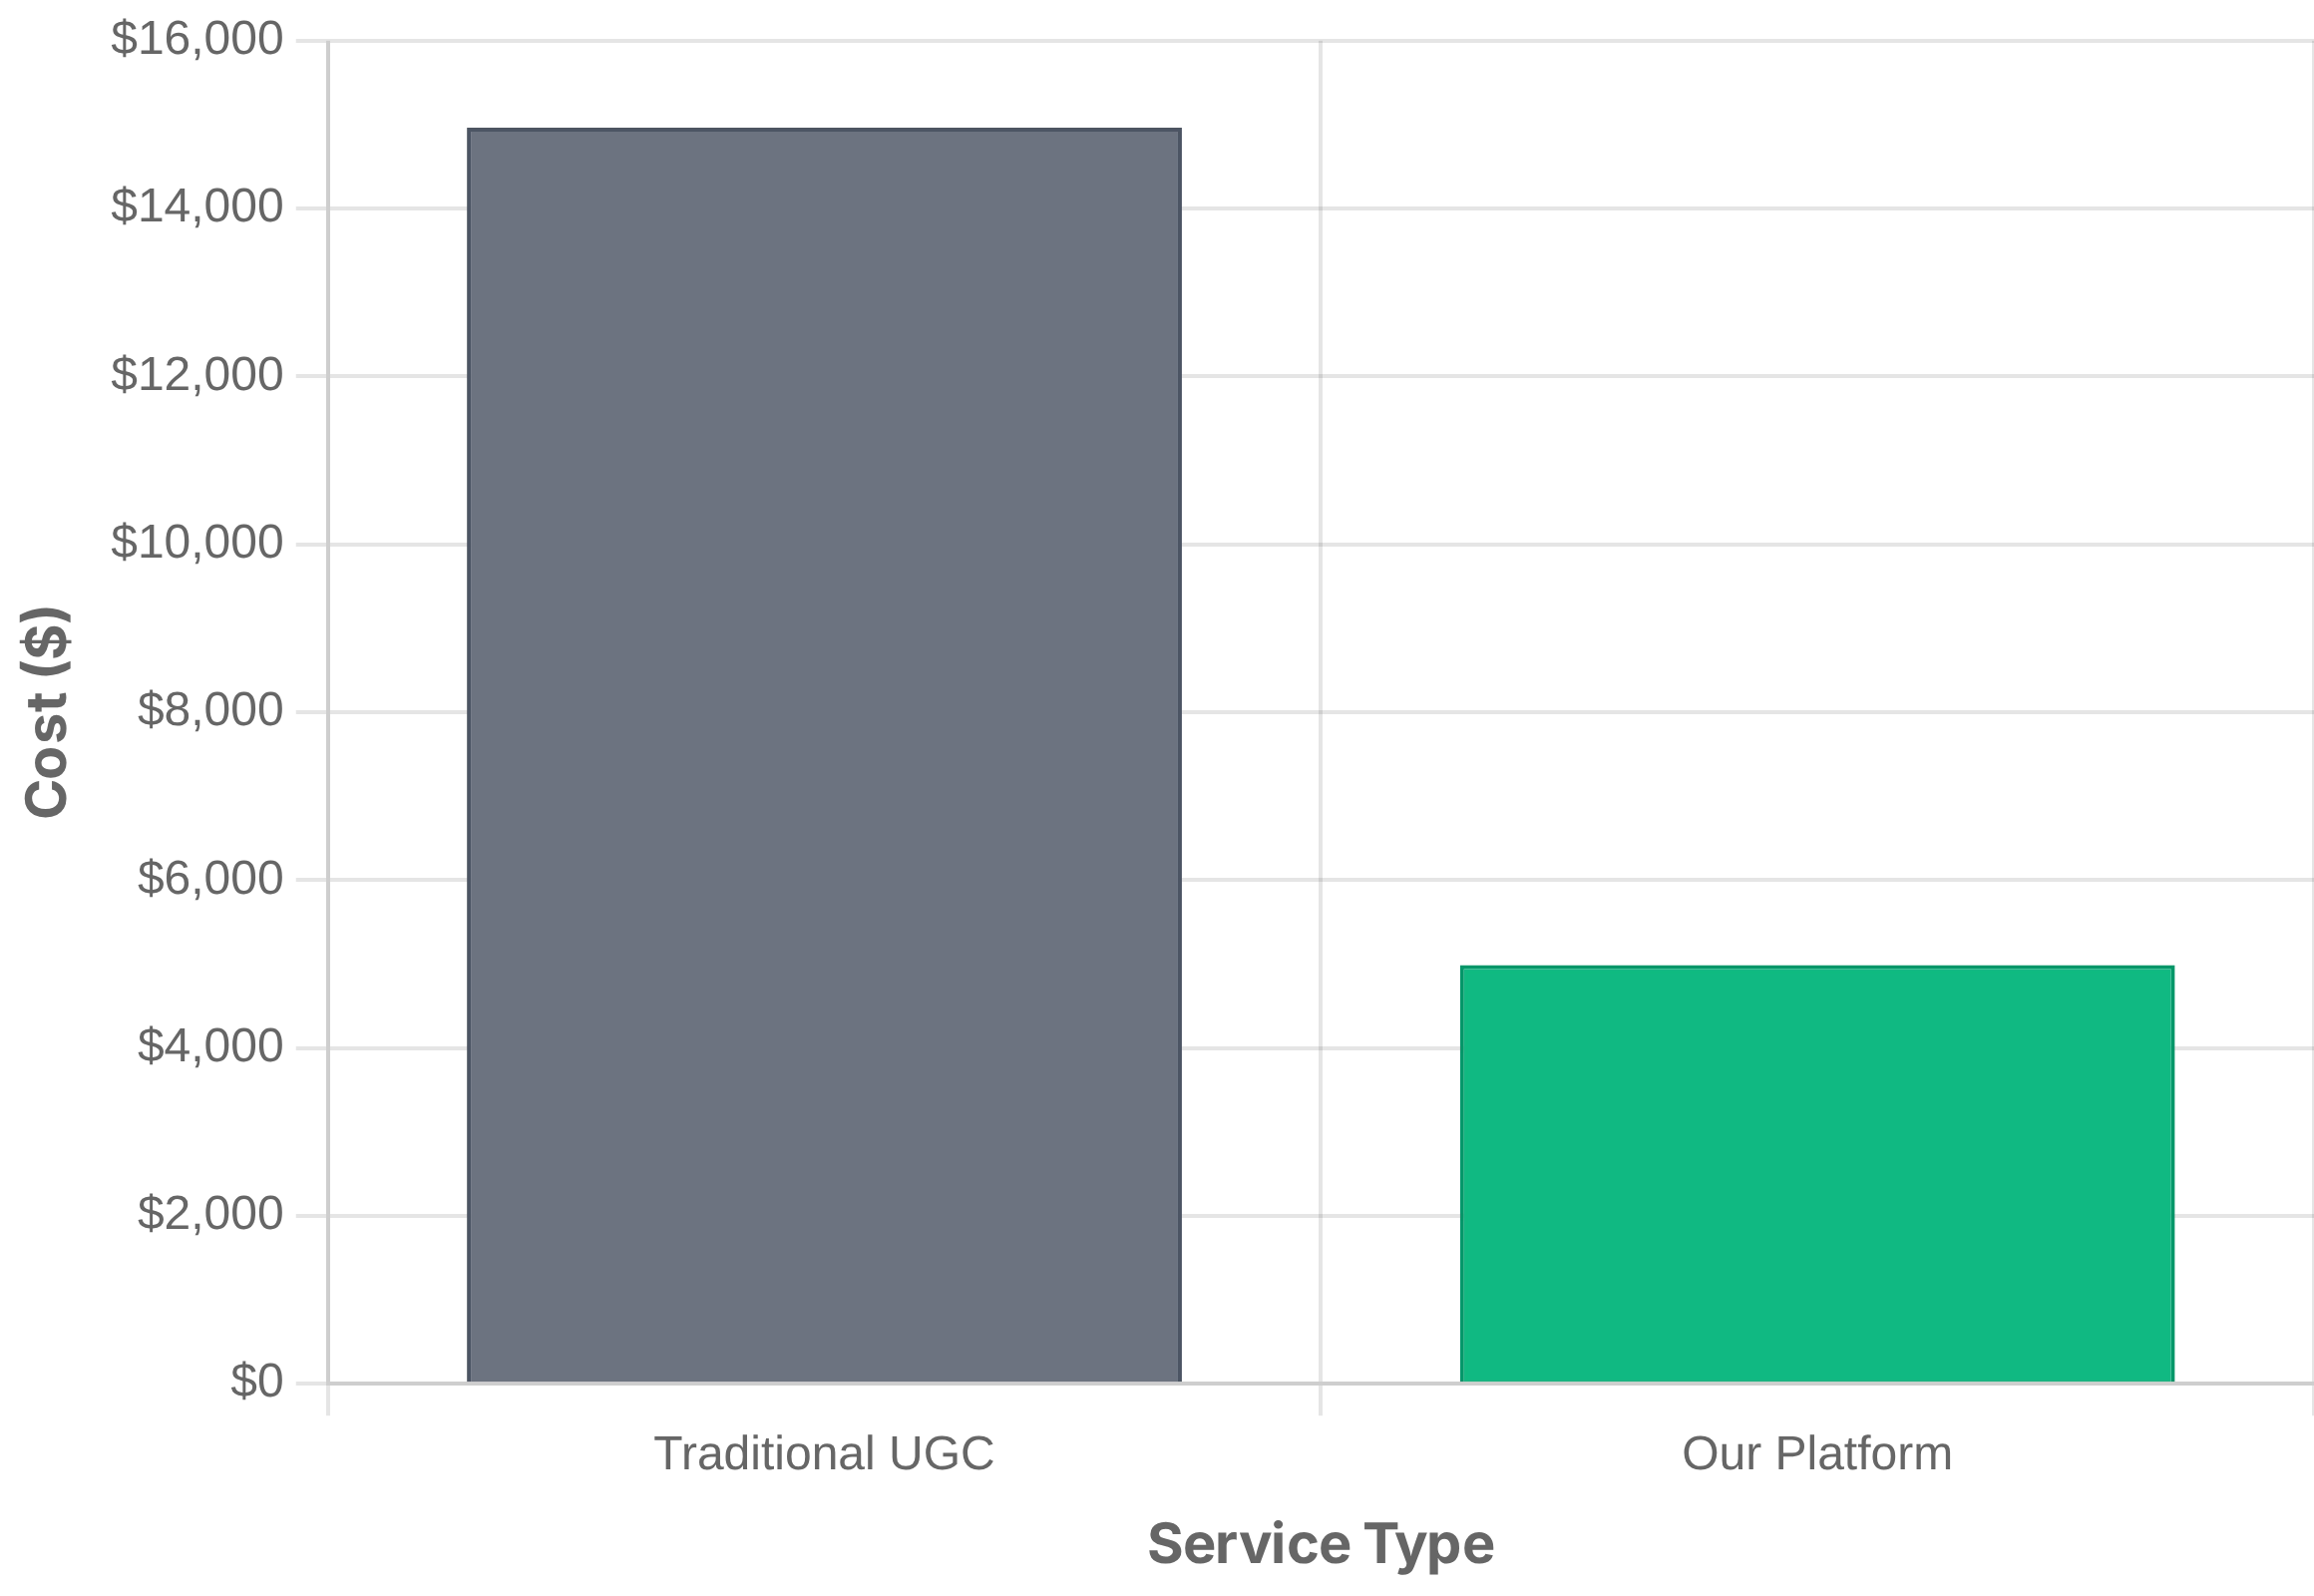 $16,000
$14,000
$12,000
$10,000
$8,000
$6,000
$4,000
$2,000
$0
Cost ($)
Traditional UGC
Our Platform
Service Type